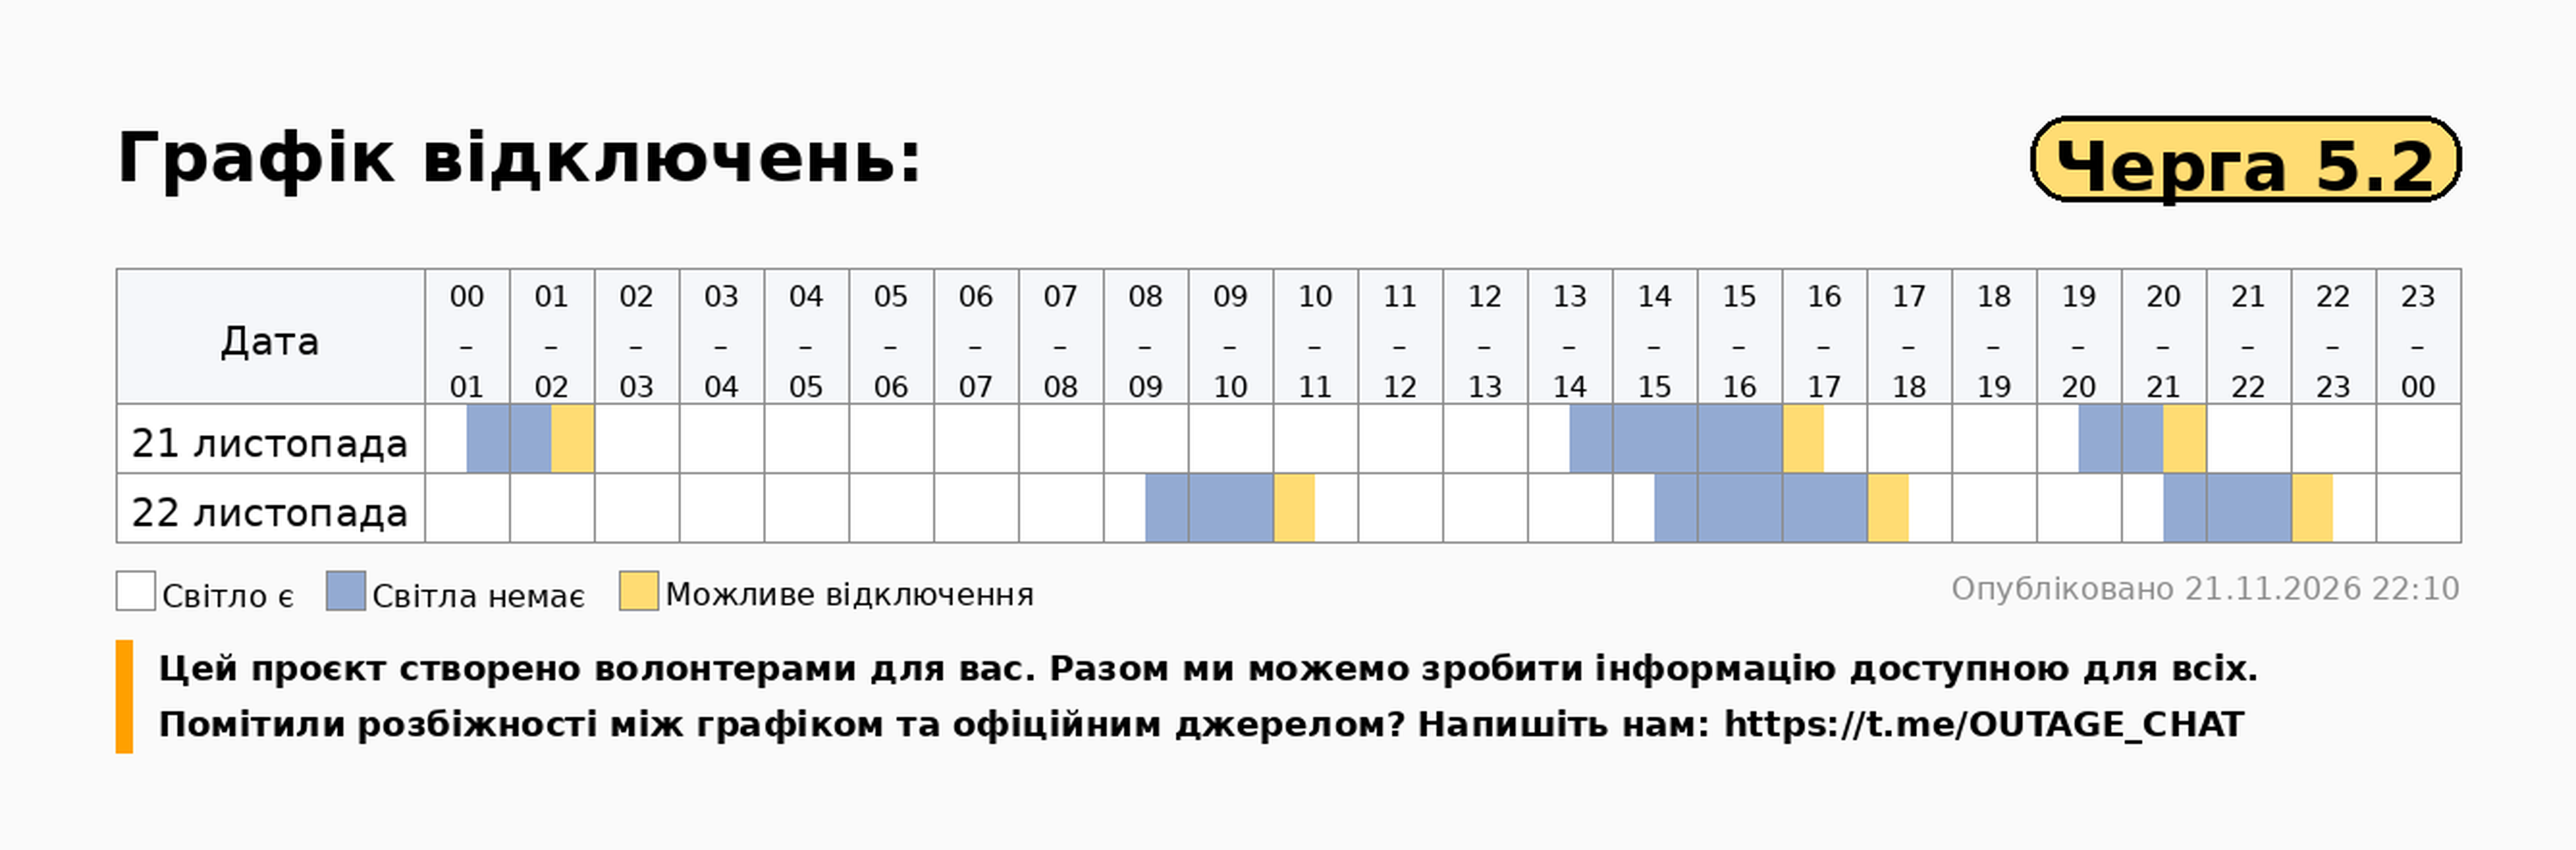 Графік відключень:
Черга 5.2
Дата 00 – 01 01 – 02 02 – 03 03 – 04 04 – 05 05 – 06 06 – 07 07 – 08 08 – 09 09 – 10 10 – 11 11 – 12 12 – 13 13 – 14 14 – 15 15 – 16 16 – 17 17 – 18 18 – 19 19 – 20 20 – 21 21 – 22 22 – 23 23 – 00
21 листопада
22 листопада
Світло є Світла немає Можливе відключення
Опубліковано 21.11.2026 22:10
Цей проєкт створено волонтерами для вас. Разом ми можемо зробити інформацію доступною для всіх.
Помітили розбіжності між графіком та офіційним джерелом? Напишіть нам: https://t.me/OUTAGE_CHAT